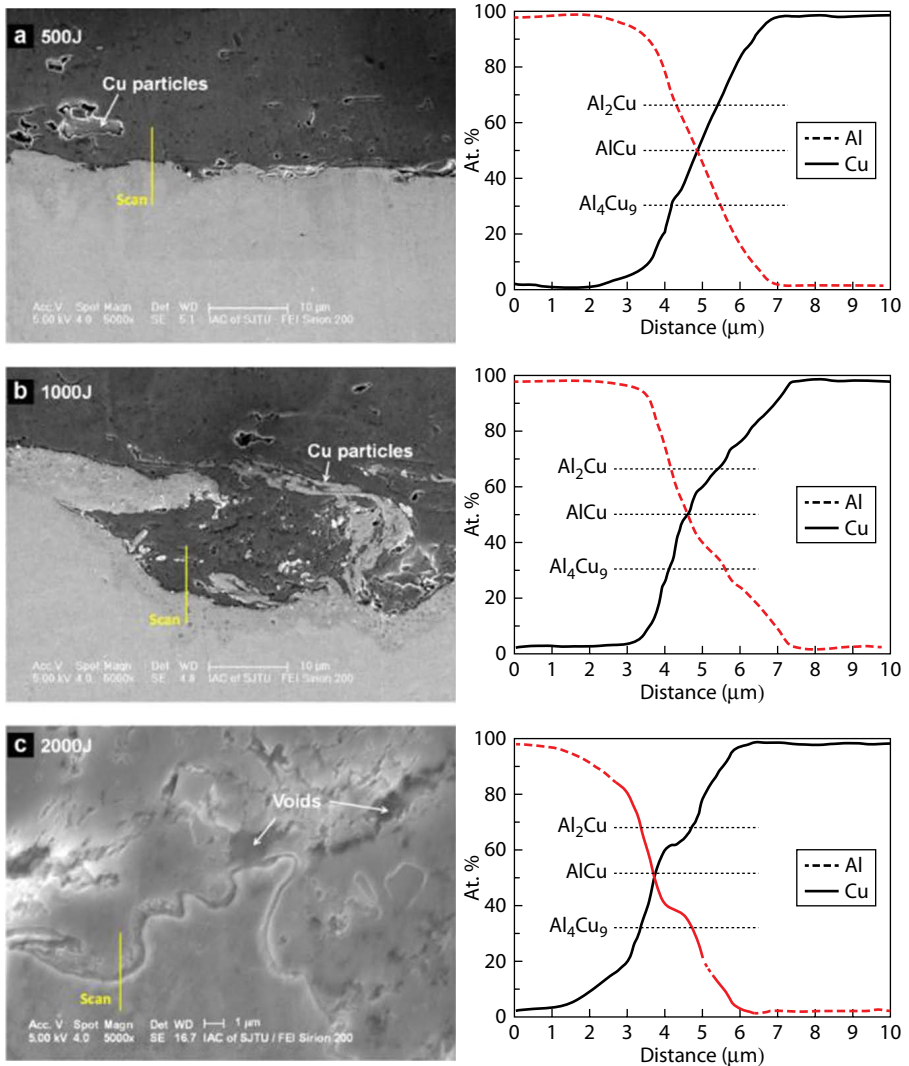 a 500J
Cu particles
Scan
Acc.V Spot Magn Det WD 10 μm
5.00 kV 4.0 5000x SE 5.1 IAC of SJTU / FEI Sirion 200
100
80
60
40
20
0
At. %
Al2Cu
AlCu
Al4Cu9
Al
Cu
0 1 2 3 4 5 6 7 8 9 10
Distance (μm)
b 1000J
Cu particles
Scan
Acc.V Spot Magn Det WD 10 μm
5.00 kV 4.0 5000x SE 4.8 IAC of SJTU / FEI Sirion 200
100
80
60
40
20
0
At. %
Al2Cu
AlCu
Al4Cu9
Al
Cu
0 1 2 3 4 5 6 7 8 9 10
Distance (μm)
c 2000J
Voids
Scan
Acc. V Spot Magn Det WD 1 μm
5.00 kV 4.0 5000x SE 16.7 IAC of SJTU / FEI Sirion 200
100
80
60
40
60
80
100
At. %
Al2Cu
AlCu
Al4Cu9
Al
Cu
0 1 2 3 4 5 6 7 8 9 10
Distance (μm)